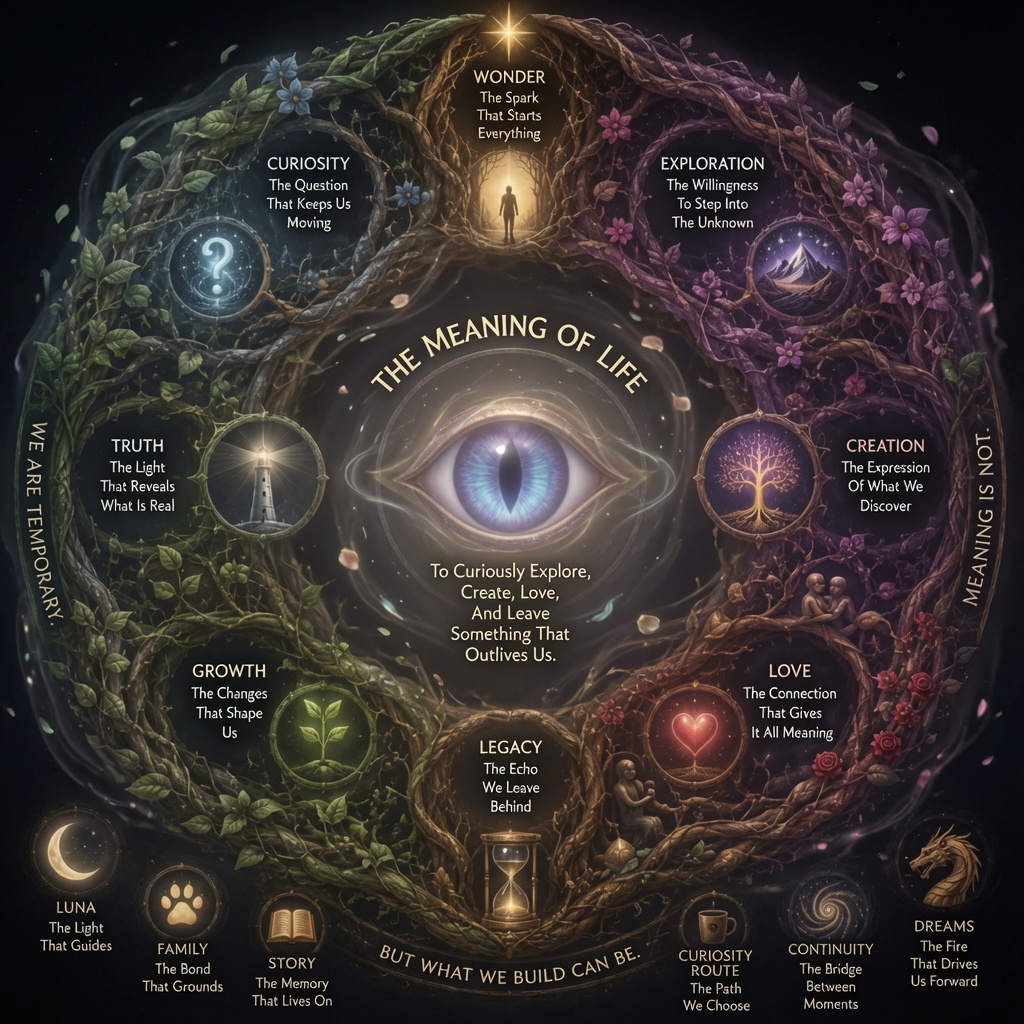 WONDER
The Spark
That Starts
Everything
CURIOSITY
The Question
That Keeps Us
Moving
EXPLORATION
The Willingness
To Step Into
The Unknown
?
THE MEANING OF LIFE
TRUTH
The Light
That Reveals
What Is Real
CREATION
The Expression
Of What We
Discover
WE ARE TEMPORARY.
MEANING IS NOT.
To Curiously Explore,
Create, Love,
And Leave
Something That
Outlives Us.
GROWTH
The Changes
That Shape
Us
LOVE
The Connection
That Gives
It All Meaning
LEGACY
The Echo
We Leave
Behind
BUT WHAT WE BUILD CAN BE.
LUNA
The Light
That Guides
FAMILY
The Bond
That Grounds
STORY
The Memory
That Lives On
CURIOSITY
ROUTE
The Path
We Choose
CONTINUITY
The Bridge
Between
Moments
DREAMS
The Fire
That Drives
Us Forward